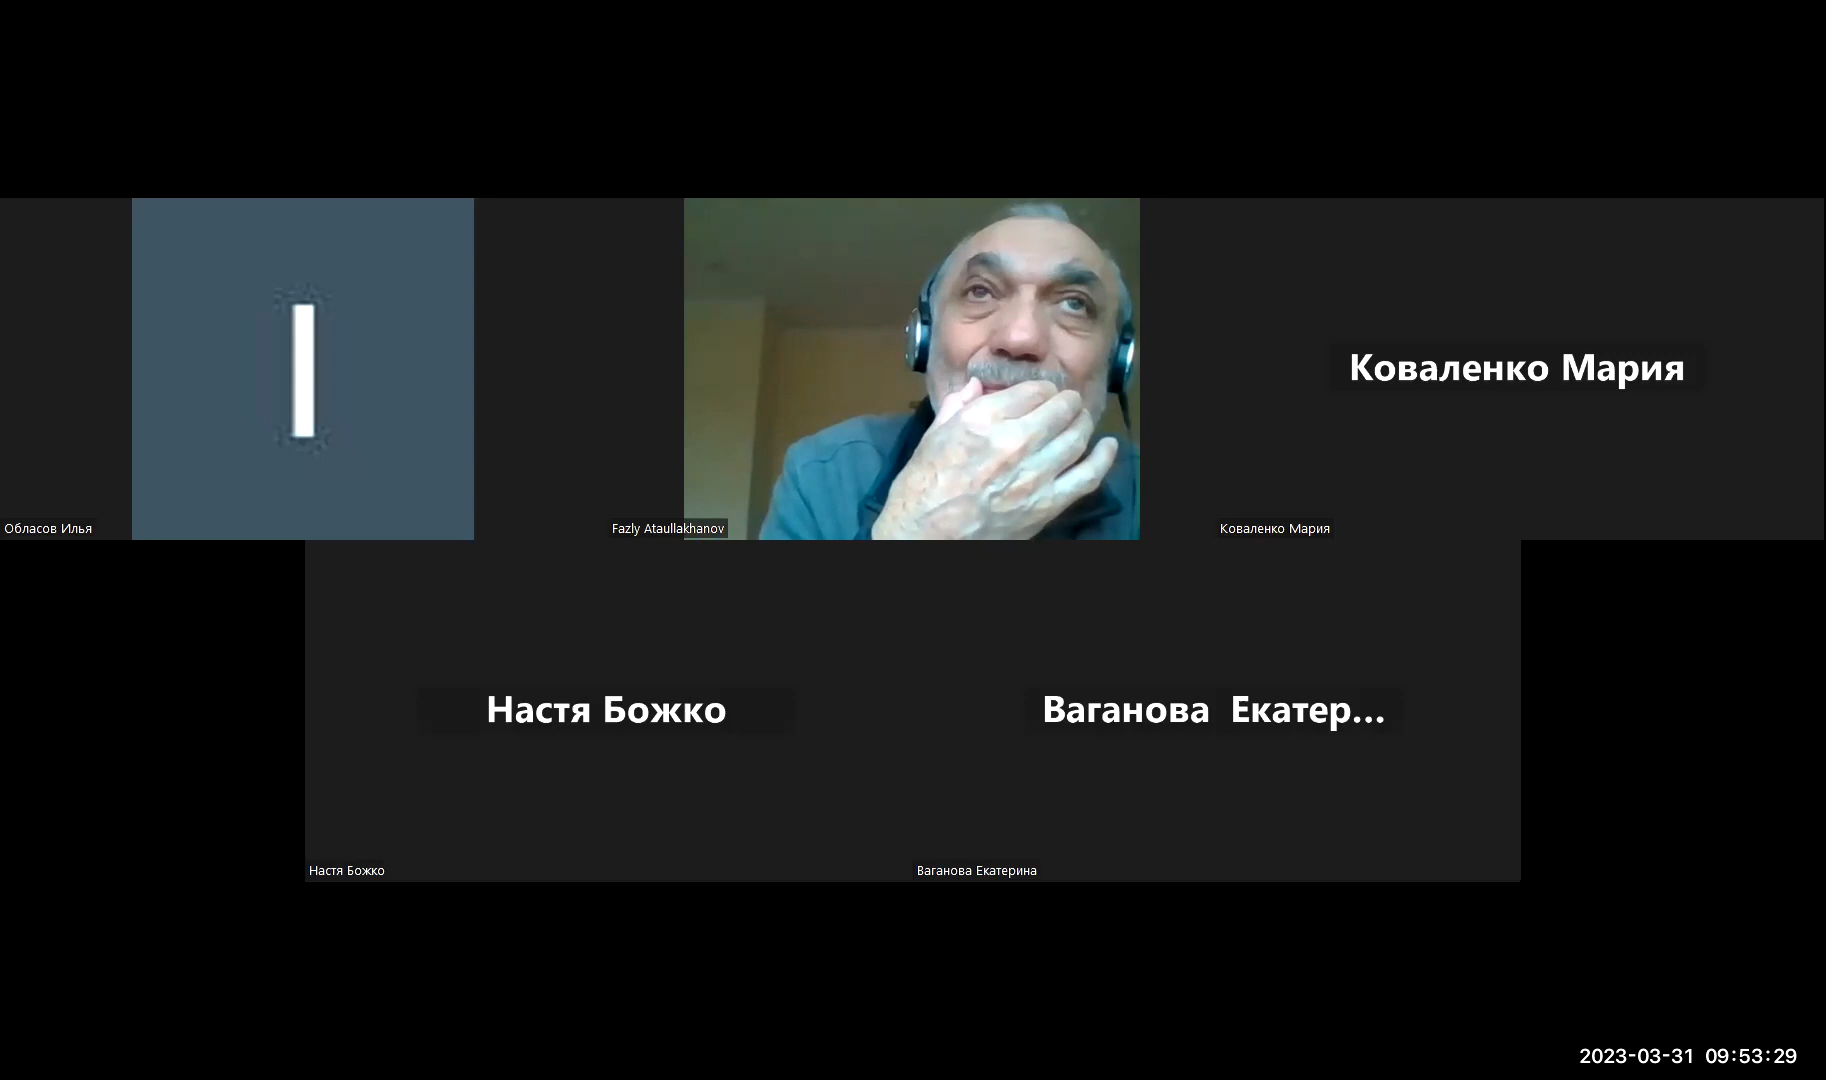 I
Обласов Илья
Fazly Ataullakhanov
Коваленко Мария
Коваленко Мария
Настя Божко
Ваганова Екатер...
Настя Божко
Ваганова Екатерина
2023-03-31 09:53:29